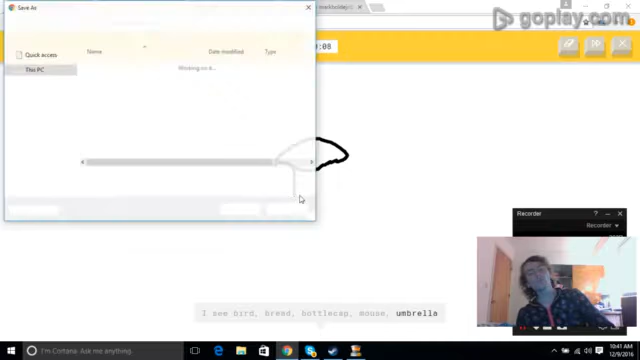 Save As
goplay.com
Quick access
Name
Date modified
Type
This PC
Working on it...
:08
I see bird, bread, bottlecap, mouse, umbrella
Recorder
Recorder
I'm Cortana. Ask me anything.
10:41 AM
12/9/2016